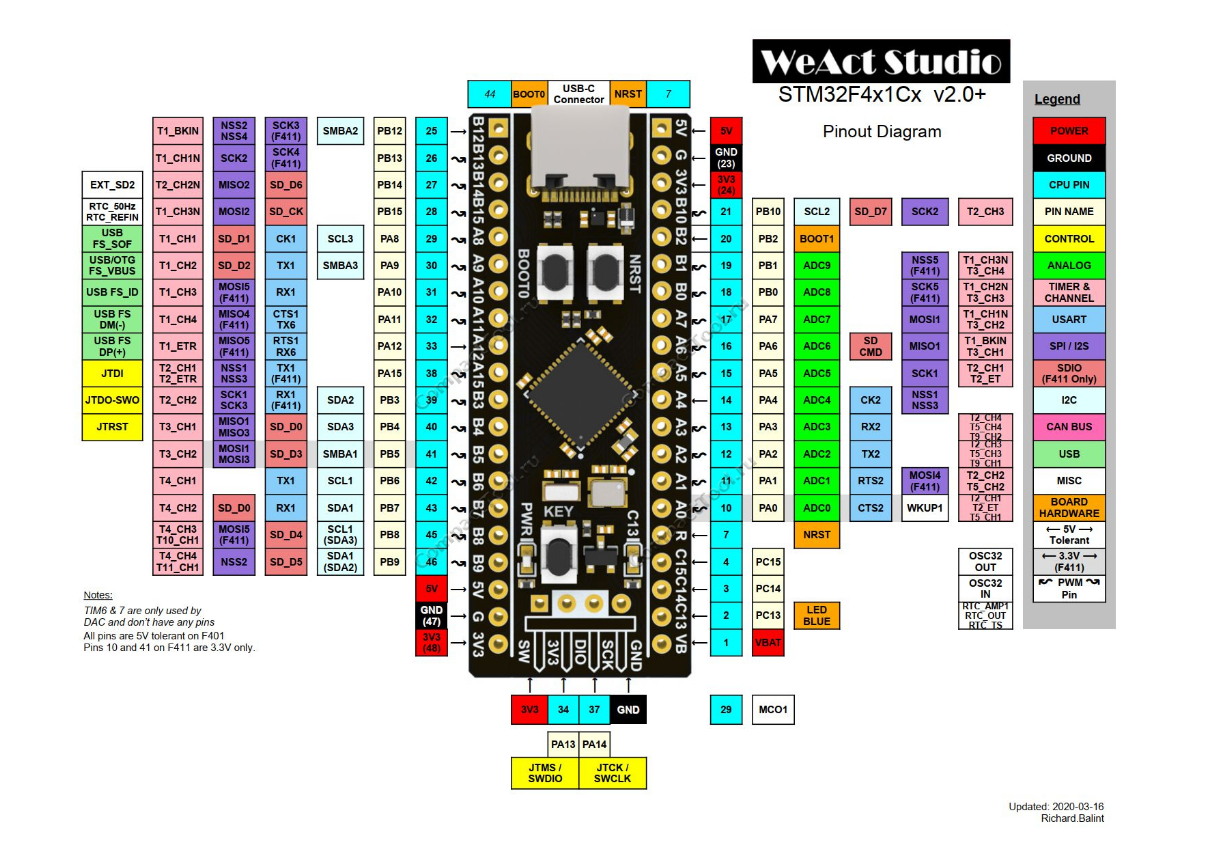 WeAct Studio
STM32F4x1Cx v2.0+
Pinout Diagram
44 BOOT0 USB-C Connector NRST 7
T1_BKIN NSS2 NSS4 SCK3 (F411) SMBA2 PB12 25 B12
T1_CH1N SCK2 SCK4 (F411) PB13 26 B13
EXT_SD2 T2_CH2N MISO2 SD_D6 PB14 27 B14
RTC_50Hz RTC_REFIN T1_CH3N MOSI2 SD_CK PB15 28 B15
USB FS_SOF T1_CH1 SD_D1 CK1 SCL3 PA8 29 A8
USB/OTG FS_VBUS T1_CH2 SD_D2 TX1 SMBA3 PA9 30 A9
USB FS_ID T1_CH3 MOSI5 (F411) RX1 PA10 31 A10
USB FS DM(-) T1_CH4 MISO4 (F411) CTS1 TX6 PA11 32 A11
USB FS DP(+) T1_ETR MISO5 (F411) RTS1 RX6 PA12 33 A12
JTDI T2_CH1 T2_ETR NSS1 NSS3 TX1 (F411) PA15 38 A15
JTDO-SWO T2_CH2 SCK1 SCK3 RX1 (F411) SDA2 PB3 39 B3
JTRST T3_CH1 MISO1 MISO3 SD_D0 SDA3 PB4 40 B4
T3_CH2 MOSI1 MOSI3 SD_D3 SMBA1 PB5 41 B5
T4_CH1 TX1 SCL1 PB6 42 B6
T4_CH2 SD_D0 RX1 SDA1 PB7 43 B7
T4_CH3 T10_CH1 MOSI5 (F411) SD_D4 SCL1 (SDA3) PB8 45 B8
T4_CH4 T11_CH1 NSS2 SD_D5 SDA1 (SDA2) PB9 46 B9
5V 5V
GND (47) G
3V3 (48) 3V3
BOOT0 NRST
PWR KEY C13
SW 3V3 DIO SCK GND
5V 5V
G GND (23)
3V3 3V3 (24)
B10 21 PB10 SCL2 SD_D7 SCK2 T2_CH3
B2 20 PB2 BOOT1
B1 19 PB1 ADC9 NSS5 (F411) T1_CH3N T3_CH4
B0 18 PB0 ADC8 SCK5 (F411) T1_CH2N T3_CH3
A7 17 PA7 ADC7 MOSI1 T1_CH1N T3_CH2
A6 16 PA6 ADC6 SD CMD MISO1 T1_BKIN T3_CH1
A5 15 PA5 ADC5 SCK1 T2_CH1 T2_ET
A4 14 PA4 ADC4 CK2 NSS1 NSS3
A3 13 PA3 ADC3 RX2 T2_CH4 T5_CH4 T9_CH2
A2 12 PA2 ADC2 TX2 T2_CH3 T5_CH3 T9_CH1
A1 11 PA1 ADC1 RTS2 MOSI4 (F411) T2_CH2 T5_CH2
A0 10 PA0 ADC0 CTS2 WKUP1 T2_CH1 T2_ET T5_CH1
R 7 NRST
C15 4 PC15 OSC32 OUT
C14 3 PC14 OSC32 IN
C13 2 PC13 LED BLUE RTC_AMP1 RTC_OUT RTC_TS
VB 1 VBAT
3V3 34 37 GND 29 MCO1
PA13 PA14
JTMS / SWDIO JTCK / SWCLK
Legend
POWER
GROUND
CPU PIN
PIN NAME
CONTROL
ANALOG
TIMER & CHANNEL
USART
SPI / I2S
SDIO (F411 Only)
I2C
CAN BUS
USB
MISC
BOARD HARDWARE
5V Tolerant
3.3V (F411)
PWM Pin
Notes:
TIM6 & 7 are only used by
DAC and don't have any pins
All pins are 5V tolerant on F401
Pins 10 and 41 on F411 are 3.3V only.
Updated: 2020-03-16
Richard.Balint